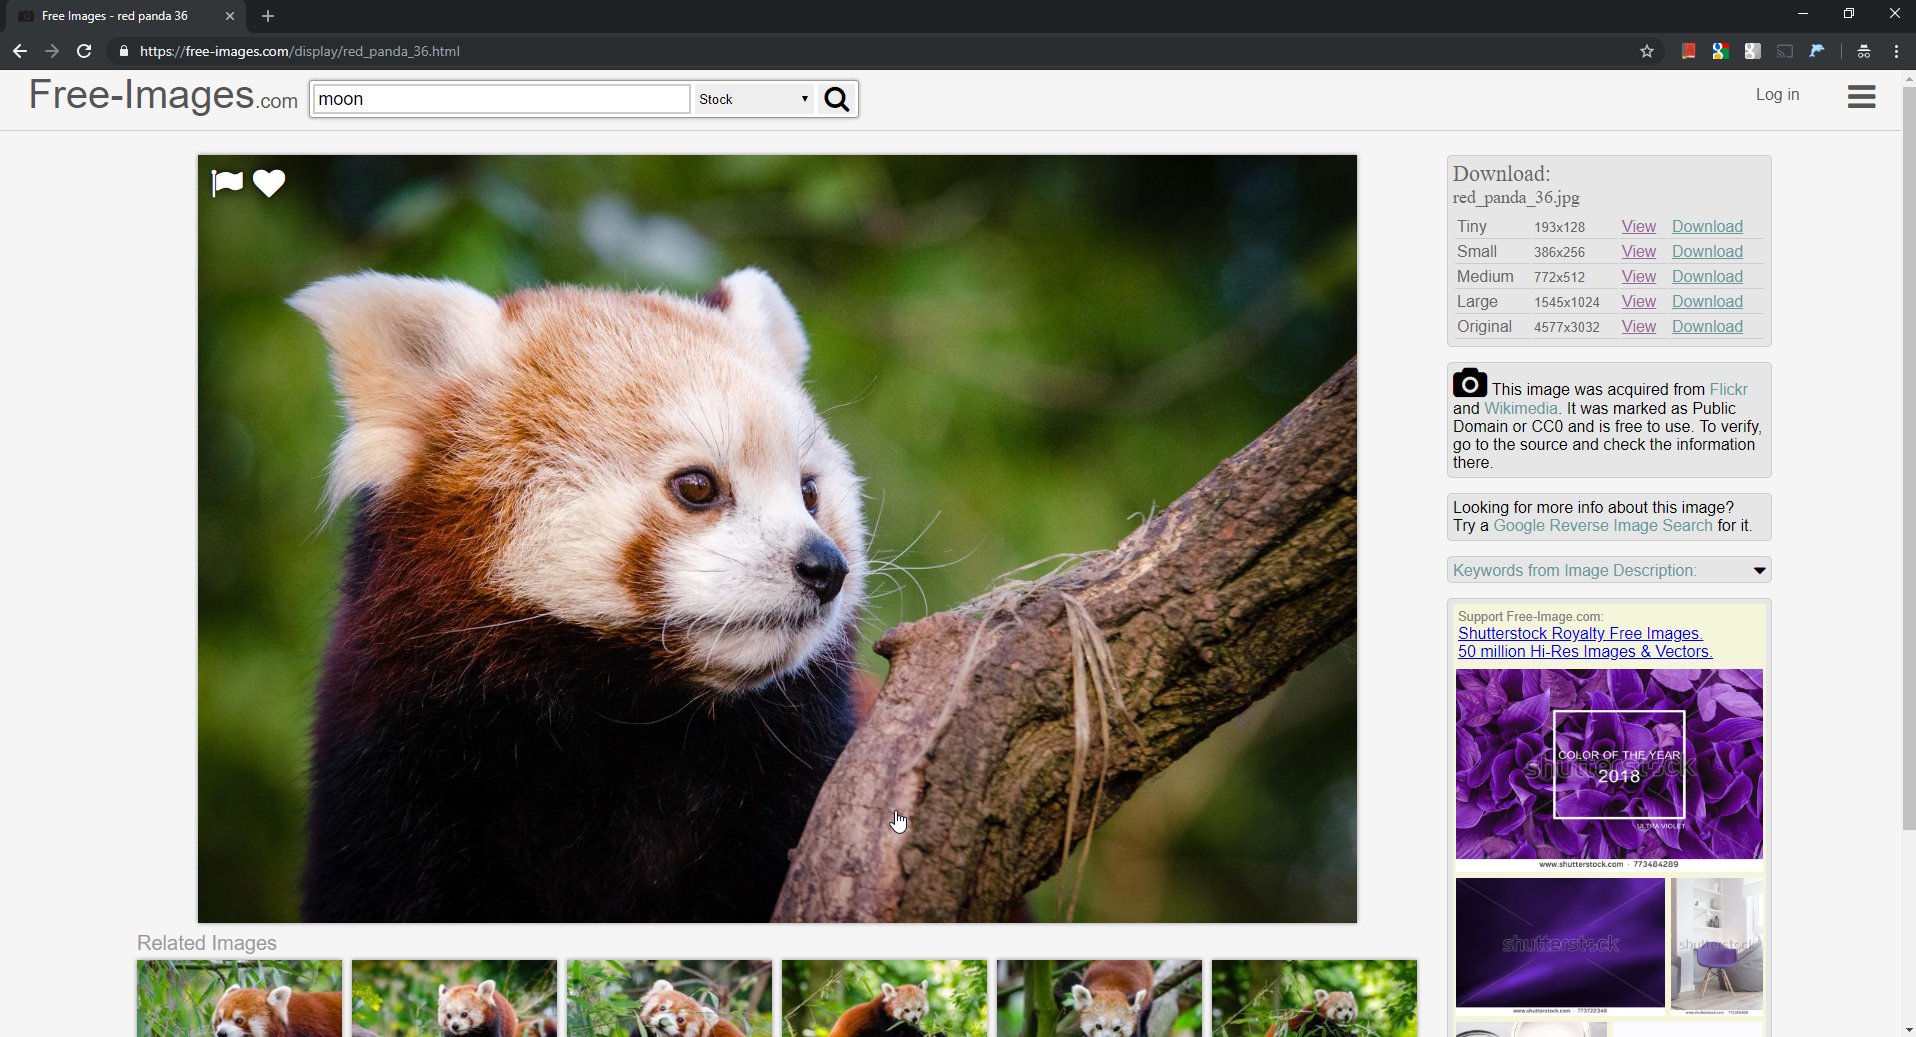 Free Images - red panda 36
https://free-images.com/display/red_panda_36.html
Free-Images.com
moon
Stock
Log in
Download:
red_panda_36.jpg
Tiny 193x128 View Download
Small 386x256 View Download
Medium 772x512 View Download
Large 1545x1024 View Download
Original 4577x3032 View Download
This image was acquired from Flickr
and Wikimedia. It was marked as Public
Domain or CC0 and is free to use. To verify,
go to the source and check the information
there.
Looking for more info about this image?
Try a Google Reverse Image Search for it.
Keywords from Image Description:
Support Free-Image.com:
Shutterstock Royalty Free Images.
50 million Hi-Res Images & Vectors.
COLOR OF THE YEAR
shutterstock
2018
ULTRA VIOLET
www.shutterstock.com · 773484289
shutterstock
shutterstock
www.shutterstock.com · 773722348
Related Images